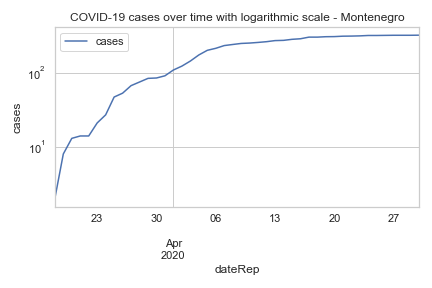 COVID-19 cases over time with logarithmic scale - Montenegro
cases
10²
10¹
cases
23 30 06 13 20 27
Apr
2020
dateRep